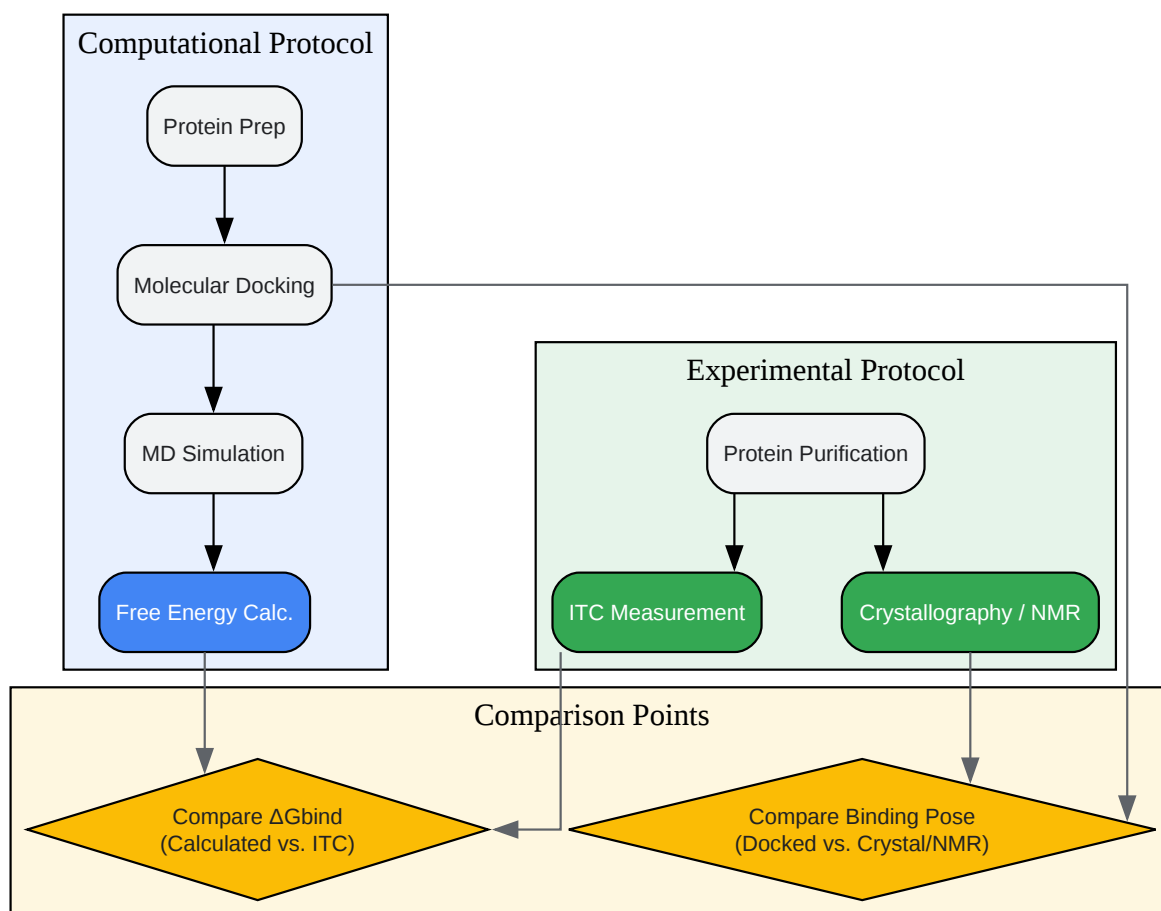 Computational Protocol
Protein Prep
Molecular Docking
MD Simulation
Free Energy Calc.
Experimental Protocol
Protein Purification
ITC Measurement
Crystallography / NMR
Comparison Points
Compare ΔGbind
(Calculated vs. ITC)
Compare Binding Pose
(Docked vs. Crystal/NMR)